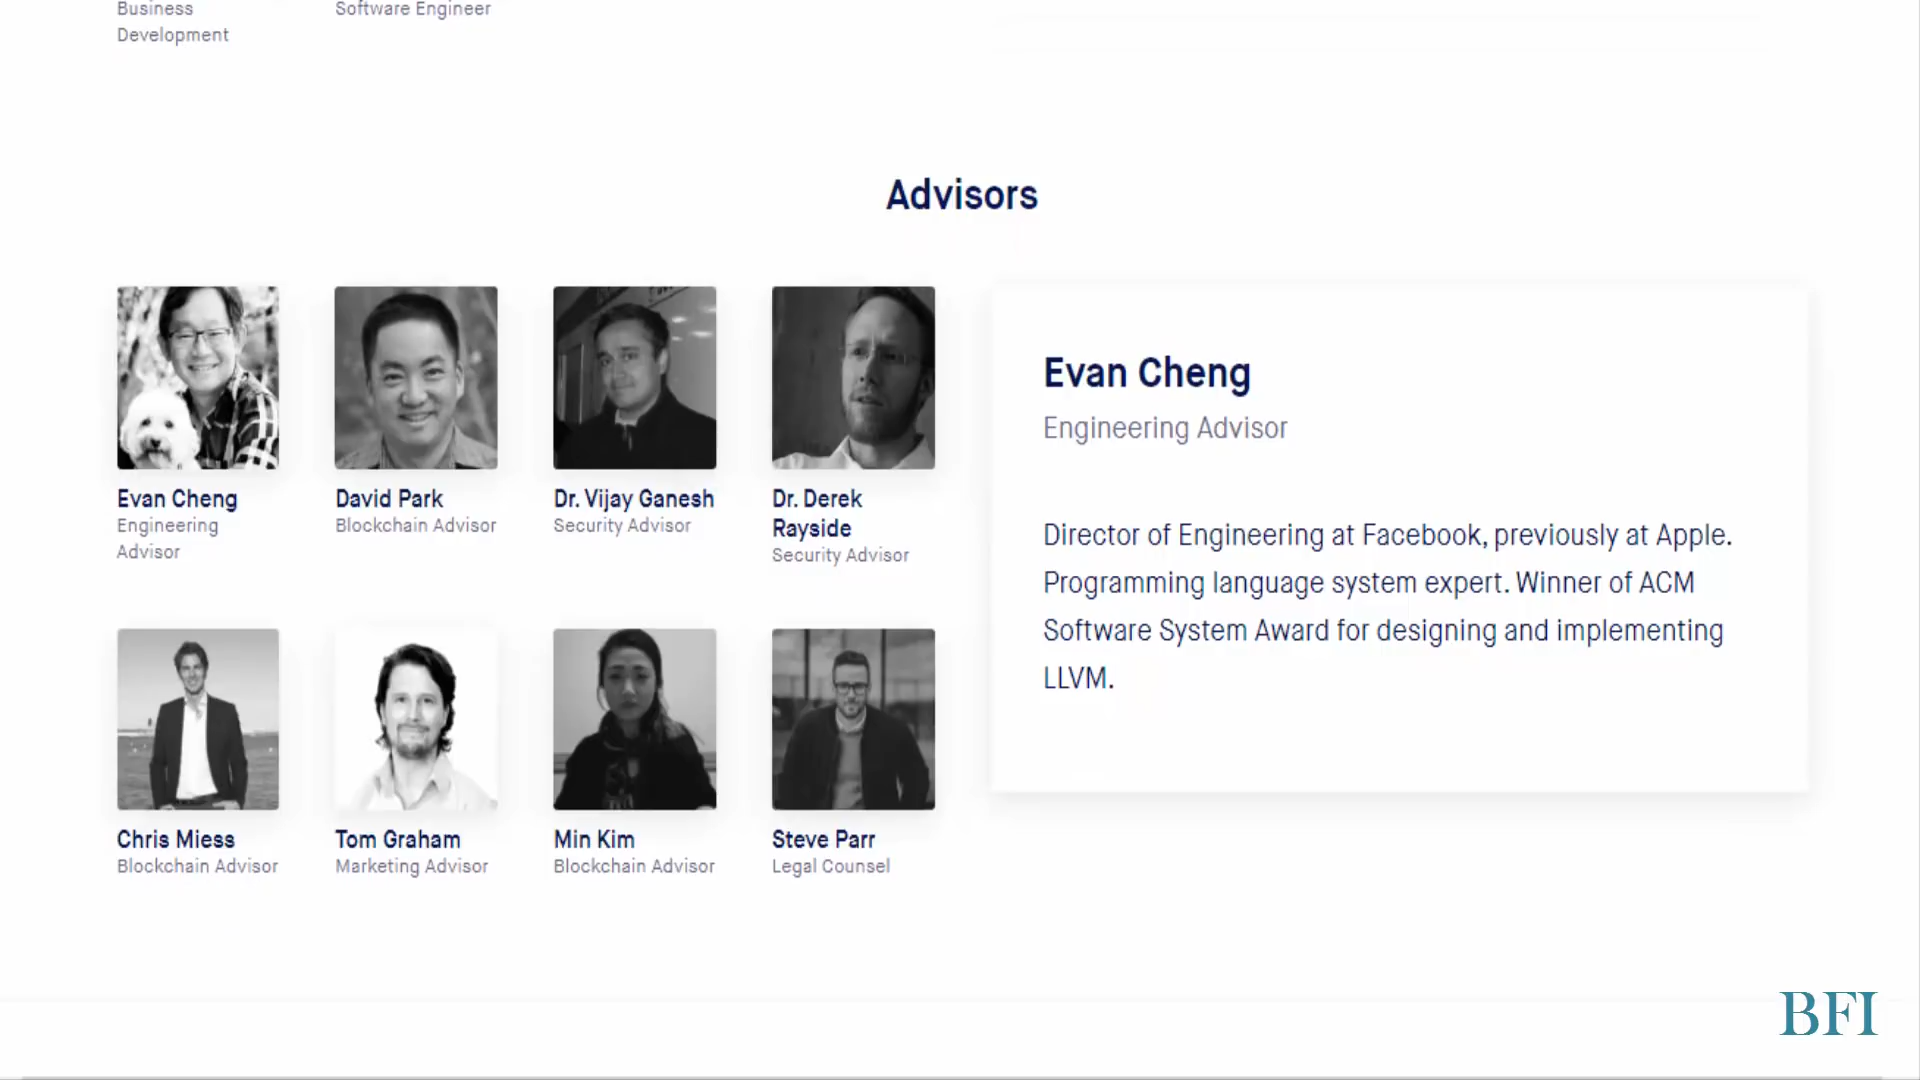 Business
Development
Software Engineer
Advisors
Evan Cheng
Engineering
Advisor
David Park
Blockchain Advisor
Dr. Vijay Ganesh
Security Advisor
Dr. Derek
Rayside
Security Advisor
Chris Miess
Blockchain Advisor
Tom Graham
Marketing Advisor
Min Kim
Blockchain Advisor
Steve Parr
Legal Counsel
Evan Cheng
Engineering Advisor
Director of Engineering at Facebook, previously at Apple.
Programming language system expert. Winner of ACM
Software System Award for designing and implementing
LLVM.
BFI